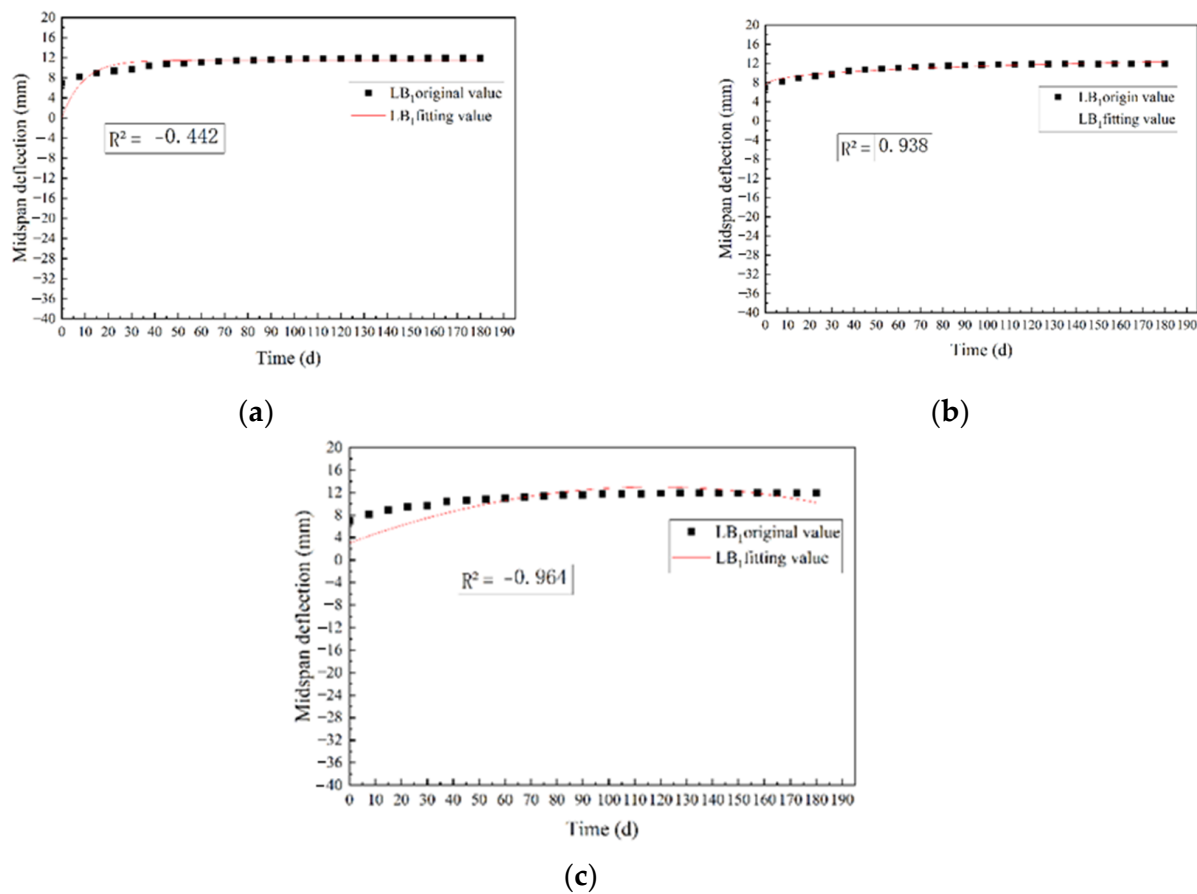 20
16
12
8
4
0
−4
−8
−12
−16
−20
−24
−28
−32
−36
−40
Midspan deflection (mm)
LB₁original value
LB₁fitting value
R² = -0.442
0 10 20 30 40 50 60 70 80 90 100 110 120 130 140 150 160 170 180 190
Time (d)
(a)
20
16
12
8
4
0
−4
−8
−12
−16
−20
−24
−28
−32
−36
−40
Midspan deflection (mm)
LB₁origin value
LB₁fitting value
R² = 0.938
0 10 20 30 40 50 60 70 80 90 100 110 120 130 140 150 160 170 180 190
Time (d)
(b)
20
16
12
8
4
0
−4
−8
−12
−16
−20
−24
−28
−32
−36
−40
Midspan deflection (mm)
LB₁original value
LB₁fitting value
R² = -0.964
0 10 20 30 40 50 60 70 80 90 100 110 120 130 140 150 160 170 180 190
Time (d)
(c)